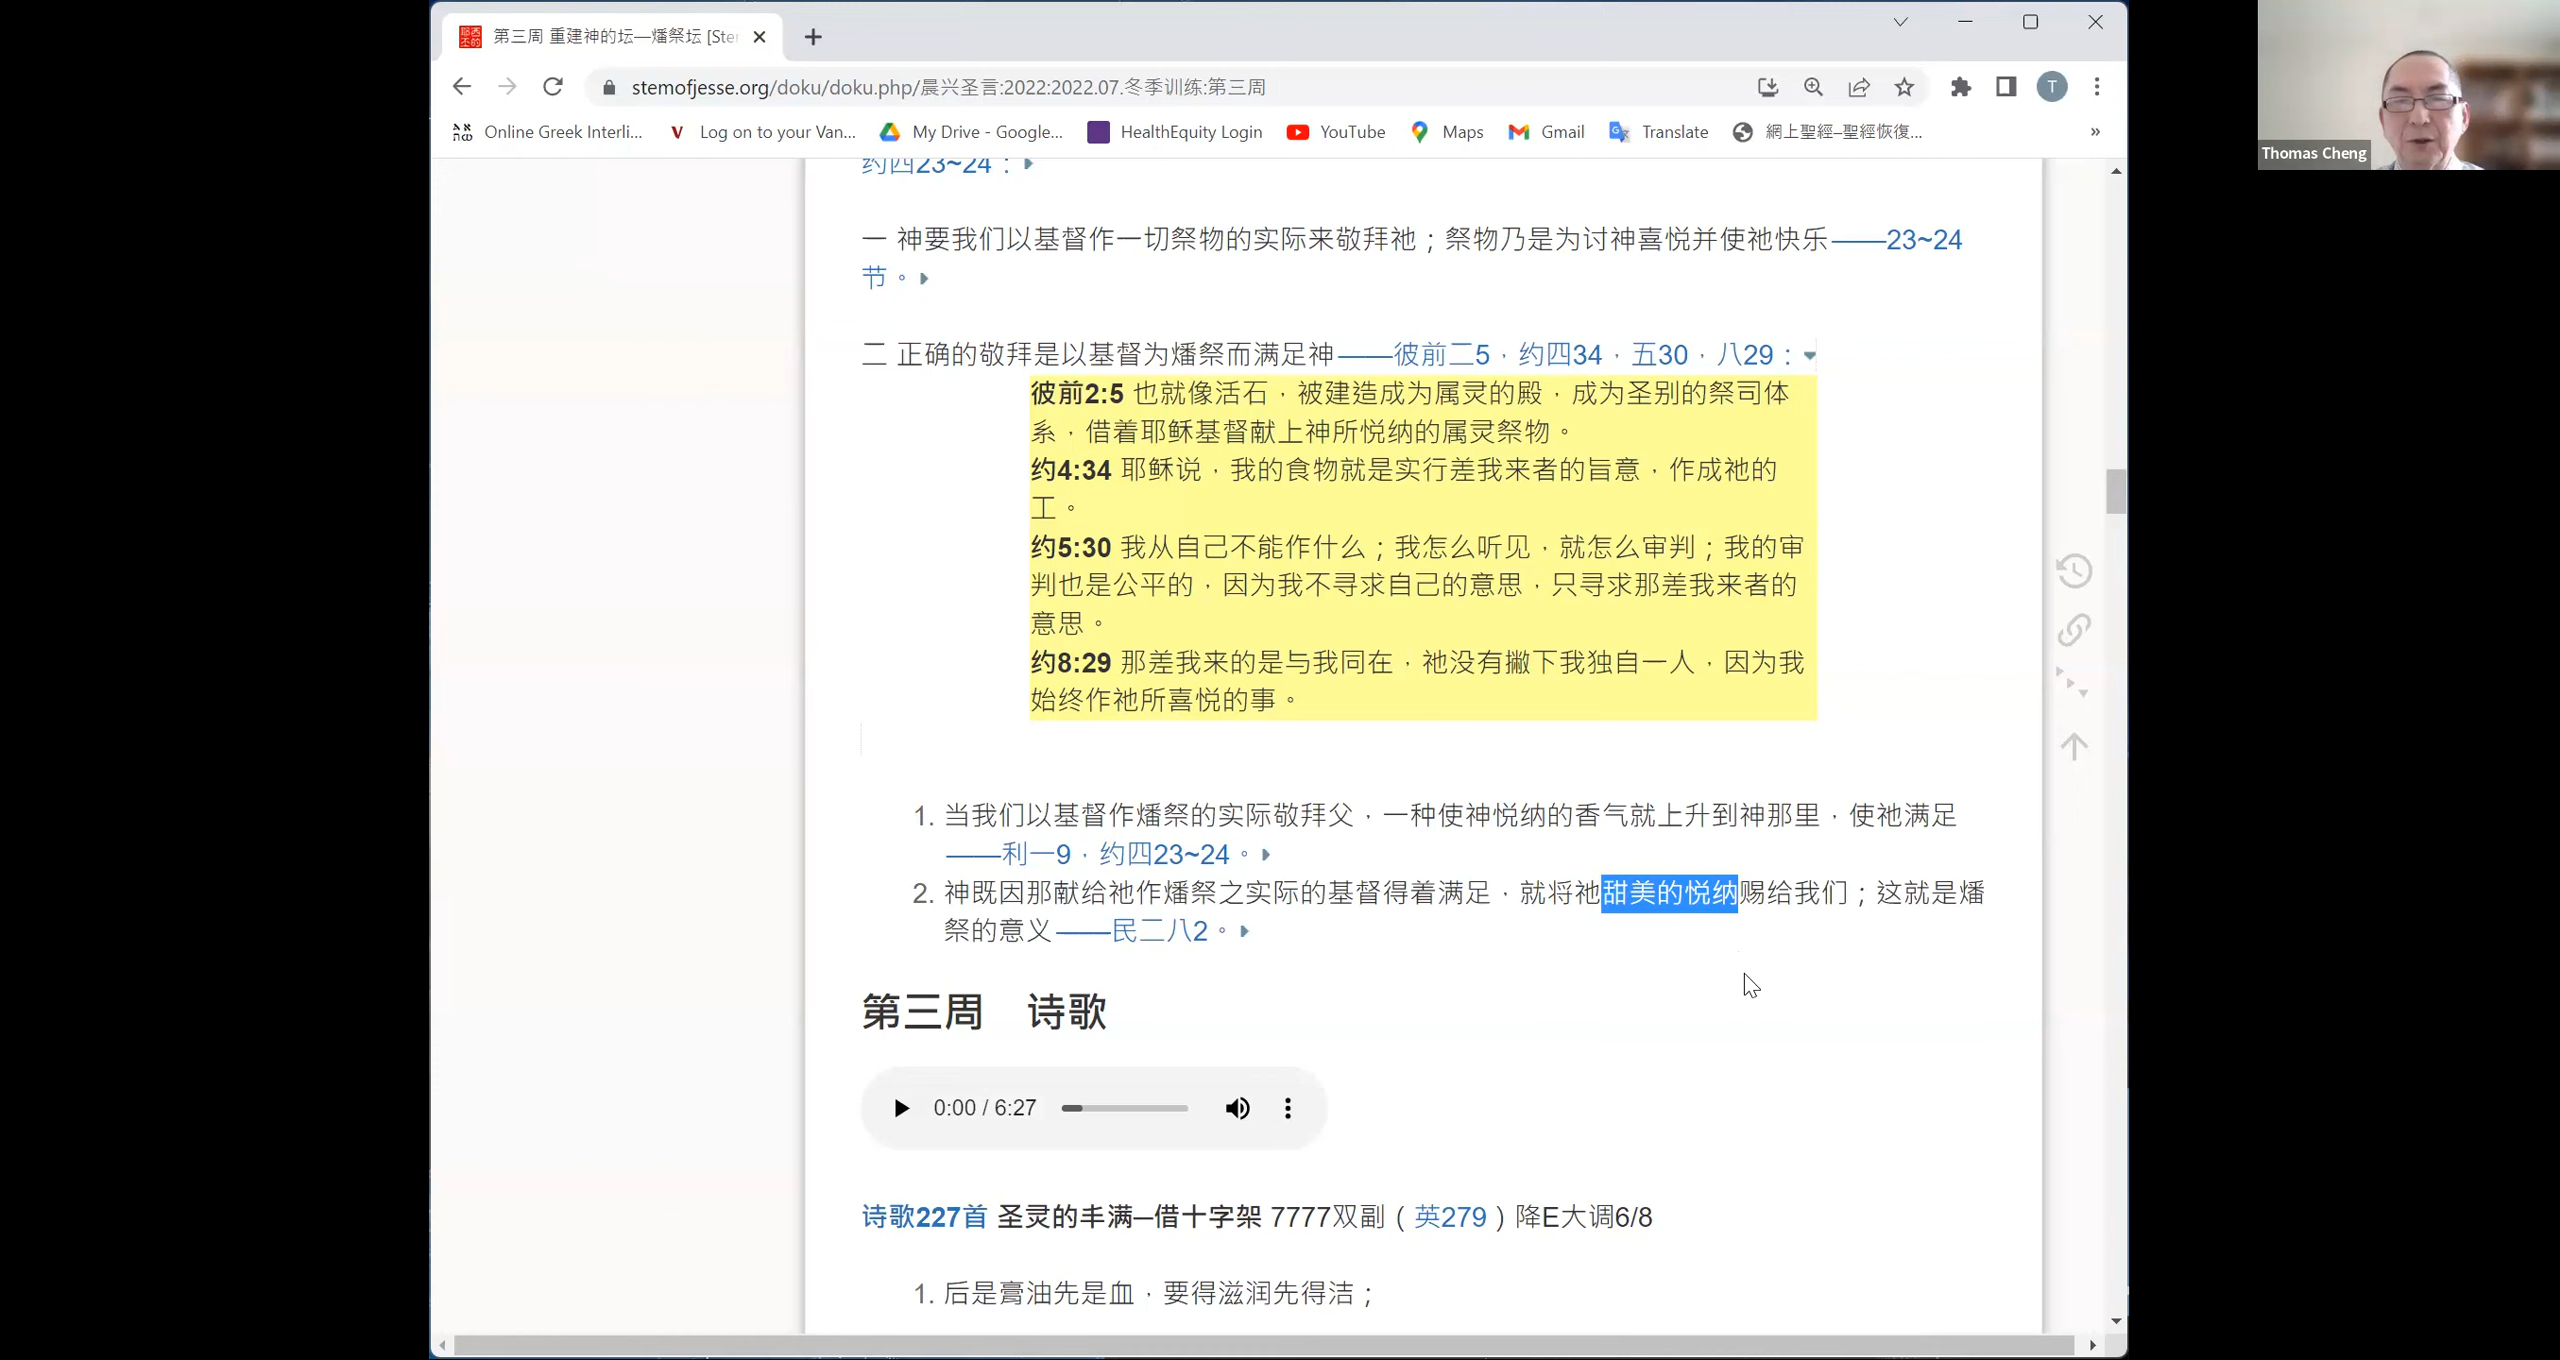 第三周 重建神的坛—燔祭坛 [Ste
stemofjesse.org/doku/doku.php/晨兴圣言:2022:2022.07.冬季训练:第三周
T
Online Greek Interli...
Log on to your Van...
My Drive - Google...
HealthEquity Login
YouTube
Maps
Gmail
Translate
網上聖經–聖經恢復...
»
Thomas Cheng
约四23~24：
一 神要我们以基督作一切祭物的实际来敬拜祂；祭物乃是为讨神喜悦并使祂快乐——23~24
节。
二 正确的敬拜是以基督为燔祭而满足神——彼前二5，约四34，五30，八29：
彼前2:5 也就像活石，被建造成为属灵的殿，成为圣别的祭司体
系，借着耶稣基督献上神所悦纳的属灵祭物。
约4:34 耶稣说，我的食物就是实行差我来者的旨意，作成祂的
工。
约5:30 我从自己不能作什么；我怎么听见，就怎么审判；我的审
判也是公平的，因为我不寻求自己的意思，只寻求那差我来者的
意思。
约8:29 那差我来的是与我同在，祂没有撇下我独自一人，因为我
始终作祂所喜悦的事。
1. 当我们以基督作燔祭的实际敬拜父，一种使神悦纳的香气就上升到神那里，使祂满足
——利一9，约四23~24。
2. 神既因那献给祂作燔祭之实际的基督得着满足，就将祂甜美的悦纳赐给我们；这就是燔
祭的意义——民二八2。
第三周　诗歌
0:00 / 6:27
诗歌227首 圣灵的丰满─借十字架 7777双副（英279）降E大调6/8
1. 后是膏油先是血，要得滋润先得洁；